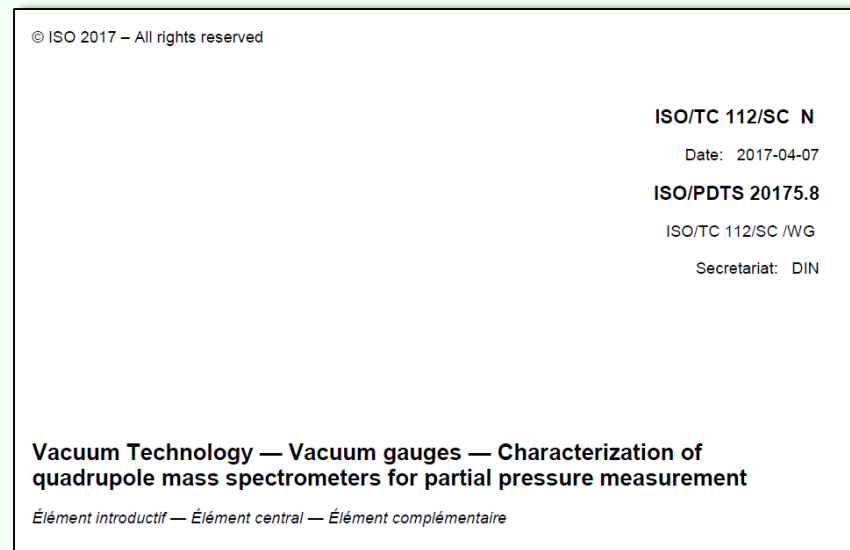 © ISO 2017 – All rights reserved
ISO/TC 112/SC N
Date: 2017-04-07
ISO/PDTS 20175.8
ISO/TC 112/SC /WG
Secretariat: DIN
Vacuum Technology — Vacuum gauges — Characterization of
quadrupole mass spectrometers for partial pressure measurement
Élément introductif — Élément central — Élément complémentaire